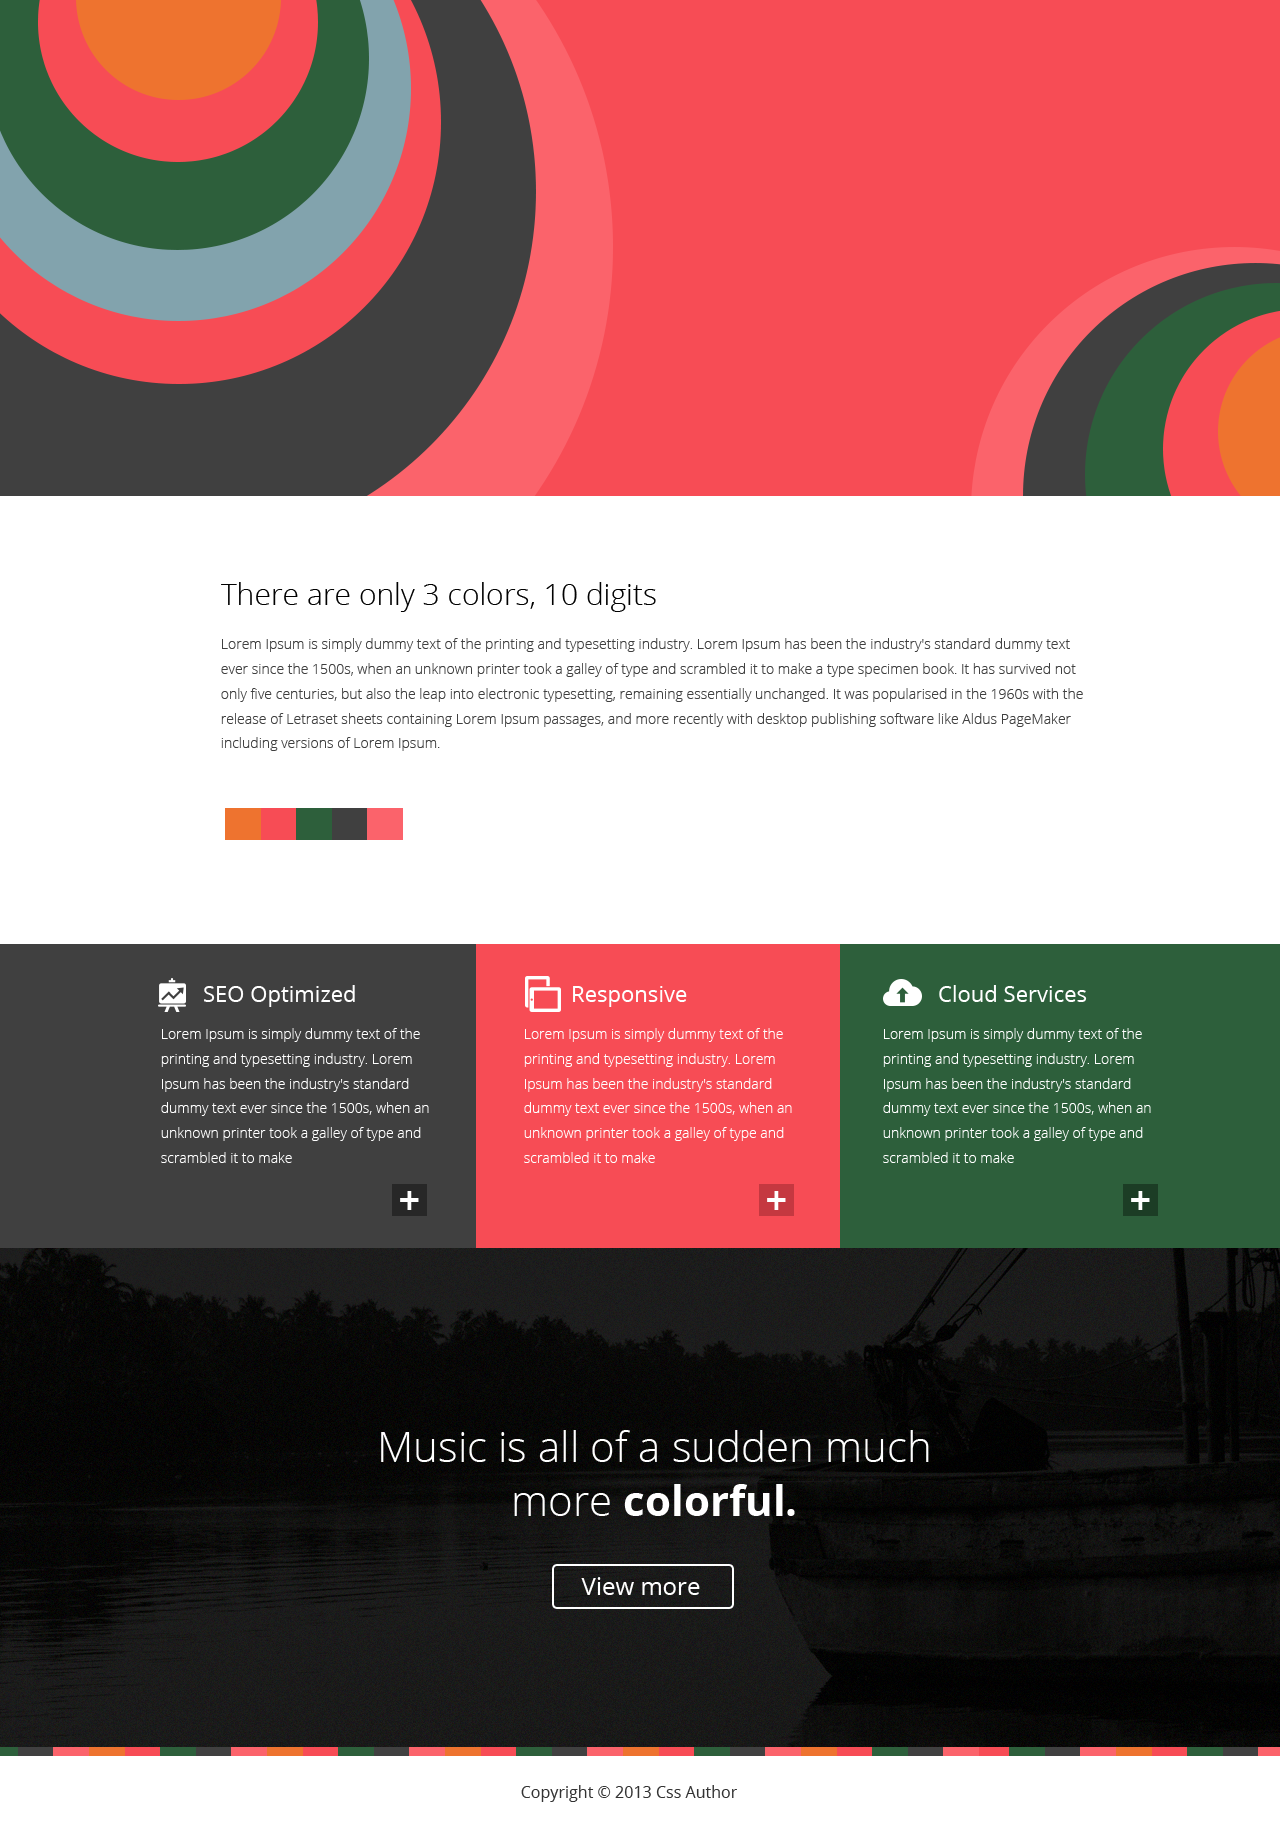 There are only 3 colors, 10 digits
Lorem Ipsum is simply dummy text of the printing and typesetting industry. Lorem Ipsum has been the industry's standard dummy text
ever since the 1500s, when an unknown printer took a galley of type and scrambled it to make a type specimen book. It has survived not
only five centuries, but also the leap into electronic typesetting, remaining essentially unchanged. It was popularised in the 1960s with the
release of Letraset sheets containing Lorem Ipsum passages, and more recently with desktop publishing software like Aldus PageMaker
including versions of Lorem Ipsum.
SEO Optimized
Lorem Ipsum is simply dummy text of the
printing and typesetting industry. Lorem
Ipsum has been the industry's standard
dummy text ever since the 1500s, when an
unknown printer took a galley of type and
scrambled it to make
Responsive
Lorem Ipsum is simply dummy text of the
printing and typesetting industry. Lorem
Ipsum has been the industry's standard
dummy text ever since the 1500s, when an
unknown printer took a galley of type and
scrambled it to make
Cloud Services
Lorem Ipsum is simply dummy text of the
printing and typesetting industry. Lorem
Ipsum has been the industry's standard
dummy text ever since the 1500s, when an
unknown printer took a galley of type and
scrambled it to make
Music is all of a sudden much
more colorful.
View more
Copyright © 2013 Css Author